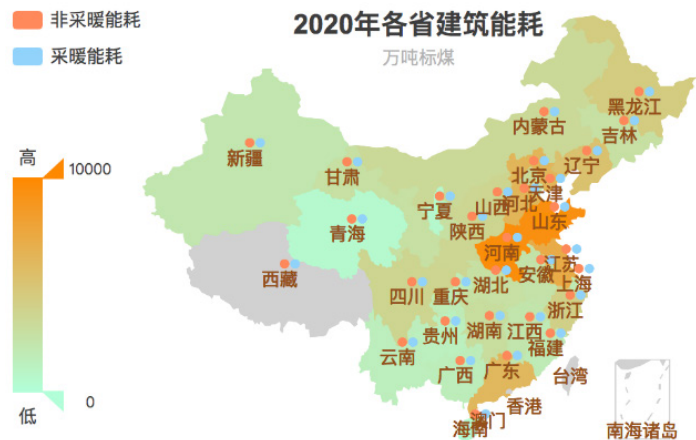 2020年各省建筑能耗
万吨标煤
非采暖能耗
采暖能耗
高
10000
0
低
黑龙江
吉林
内蒙古
辽宁
新疆
甘肃
北京
天津
宁夏
山西
河北
山东
青海
陕西
河南
西藏
安徽
江苏
上海
四川
重庆
湖北
浙江
贵州
湖南
江西
福建
云南
广西
广东
台湾
香港
澳门
海南
南海诸岛